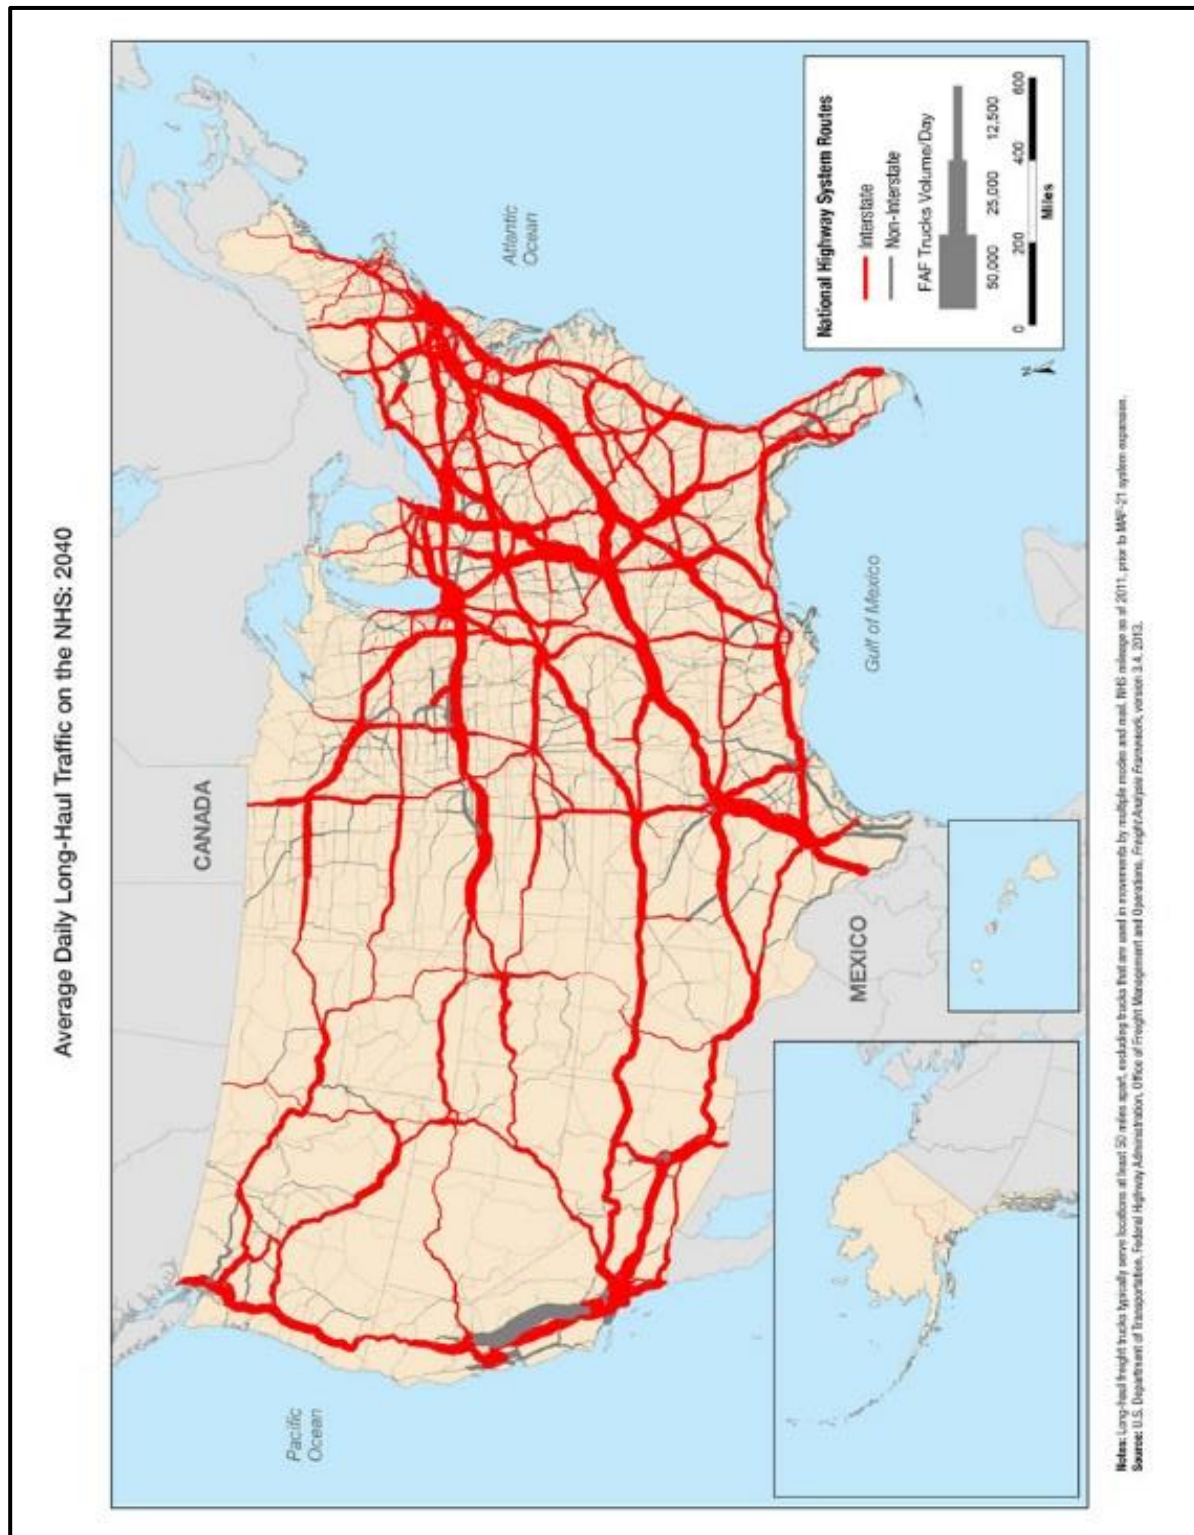 Average Daily Long-Haul Traffic on the NHS: 2040
CANADA
Pacific
Ocean
Atlantic
Ocean
MEXICO
Gulf of Mexico
National Highway System Routes
Interstate
Non-Interstate
FAF Trucks Volume/Day
50,000 25,000 12,500
0 200 400 600
Miles
N
Notes: Long-haul freight trucks typically serve locations at least 50 miles apart, excluding trucks that are used in movements by multiple modes and mail. NHS mileage as of 2011, prior to MAP-21 system expansion.
Source: U.S. Department of Transportation, Federal Highway Administration, Office of Freight Management and Operations, Freight Analysis Framework, version 3.4, 2013.